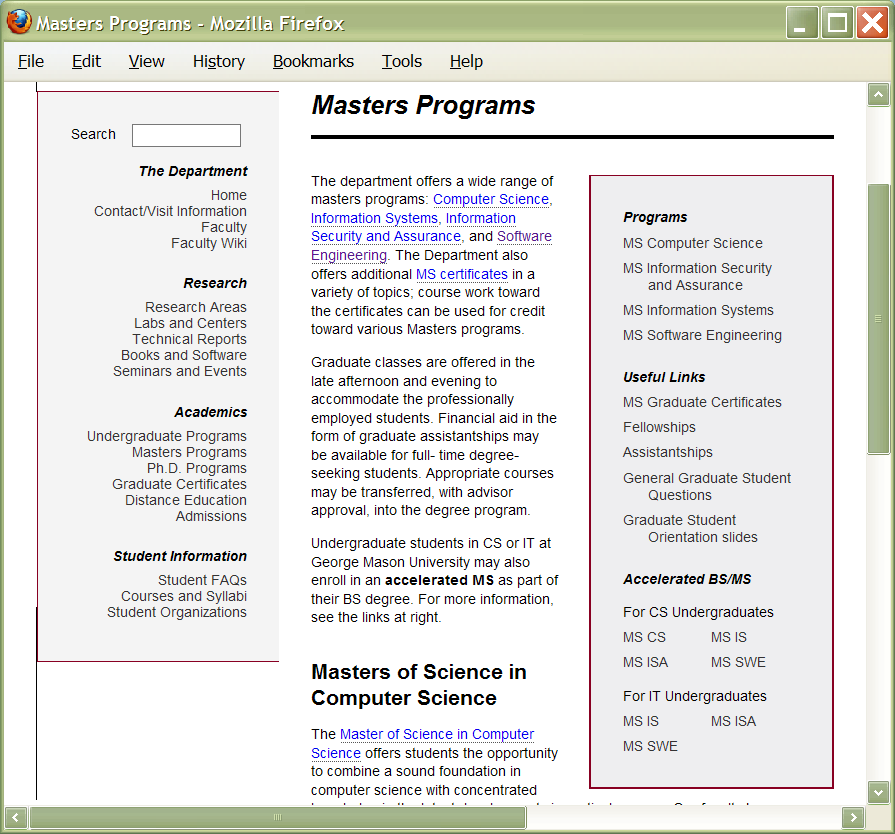 Masters Programs - Mozilla Firefox
File Edit View History Bookmarks Tools Help
Search
The Department
Home
Contact/Visit Information
Faculty
Faculty Wiki
Research
Research Areas
Labs and Centers
Technical Reports
Books and Software
Seminars and Events
Academics
Undergraduate Programs
Masters Programs
Ph.D. Programs
Graduate Certificates
Distance Education
Admissions
Student Information
Student FAQs
Courses and Syllabi
Student Organizations
Masters Programs
The department offers a wide range of
masters programs: Computer Science,
Information Systems, Information
Security and Assurance, and Software
Engineering. The Department also
offers additional MS certificates in a
variety of topics; course work toward
the certificates can be used for credit
toward various Masters programs.
Graduate classes are offered in the
late afternoon and evening to
accommodate the professionally
employed students. Financial aid in the
form of graduate assistantships may
be available for full- time degree-
seeking students. Appropriate courses
may be transferred, with advisor
approval, into the degree program.
Undergraduate students in CS or IT at
George Mason University may also
enroll in an accelerated MS as part of
their BS degree. For more information,
see the links at right.
Masters of Science in
Computer Science
The Master of Science in Computer
Science offers students the opportunity
to combine a sound foundation in
computer science with concentrated
Programs
MS Computer Science
MS Information Security
and Assurance
MS Information Systems
MS Software Engineering
Useful Links
MS Graduate Certificates
Fellowships
Assistantships
General Graduate Student
Questions
Graduate Student
Orientation slides
Accelerated BS/MS
For CS Undergraduates
MS CS MS IS
MS ISA MS SWE
For IT Undergraduates
MS IS MS ISA
MS SWE